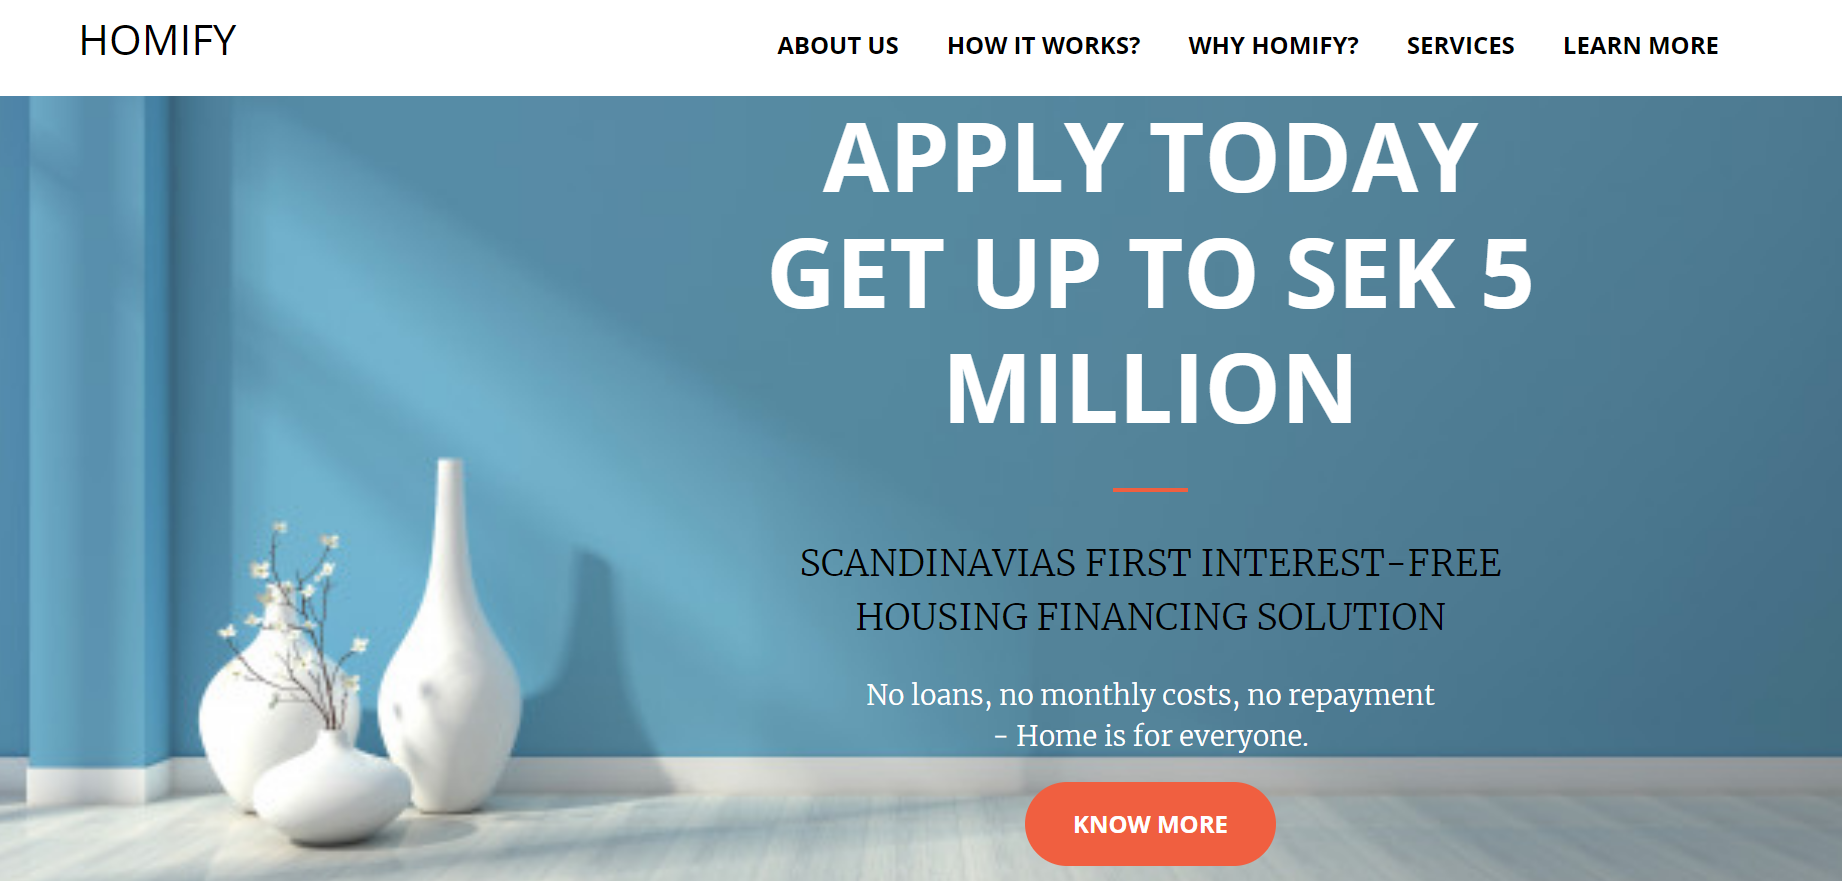 HOMIFY
ABOUT US HOW IT WORKS? WHY HOMIFY? SERVICES LEARN MORE
APPLY TODAY
GET UP TO SEK 5
MILLION
SCANDINAVIAS FIRST INTEREST-FREE
HOUSING FINANCING SOLUTION
No loans, no monthly costs, no repayment
- Home is for everyone.
KNOW MORE